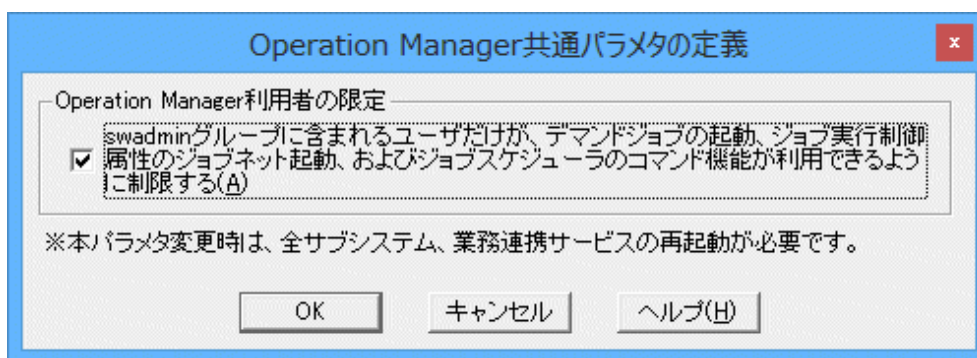 Operation Manager共通パラメタの定義
x
Operation Manager利用者の限定
swadminグループに含まれるユーザだけが、デマンドジョブの起動、ジョブ実行制御
属性のジョブネット起動、およびジョブスケジューラのコマンド機能が利用できるよう
に制限する(A)
※本パラメタ変更時は、全サブシステム、業務連携サービスの再起動が必要です。
OK キャンセル ヘルプ(H)